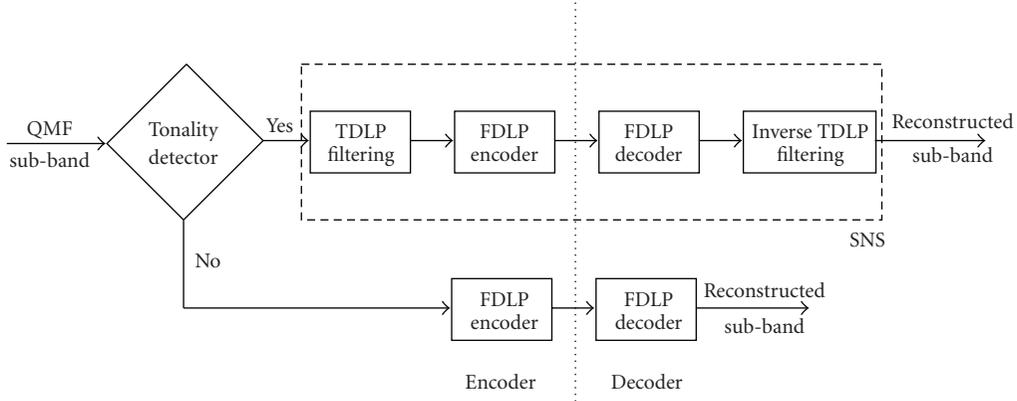 QMF
sub-band
Tonality
detector
Yes
TDLP
filtering
FDLP
encoder
FDLP
decoder
Inverse TDLP
filtering
Reconstructed
sub-band
SNS
No
FDLP
encoder
FDLP
decoder
Reconstructed
sub-band
Encoder
Decoder